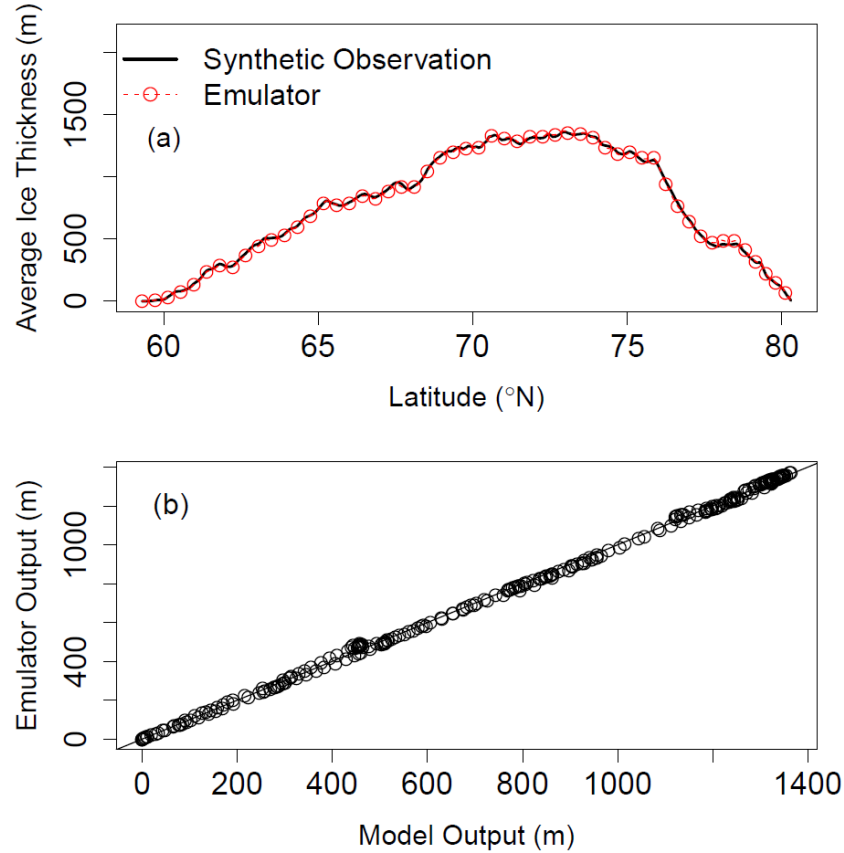 Average Ice Thickness (m)
1500
500
0
Synthetic Observation
Emulator
(a)
60 65 70 75 80
Latitude (°N)
Emulator Output (m)
1000
400
0
(b)
0 200 400 600 800 1000 1400
Model Output (m)